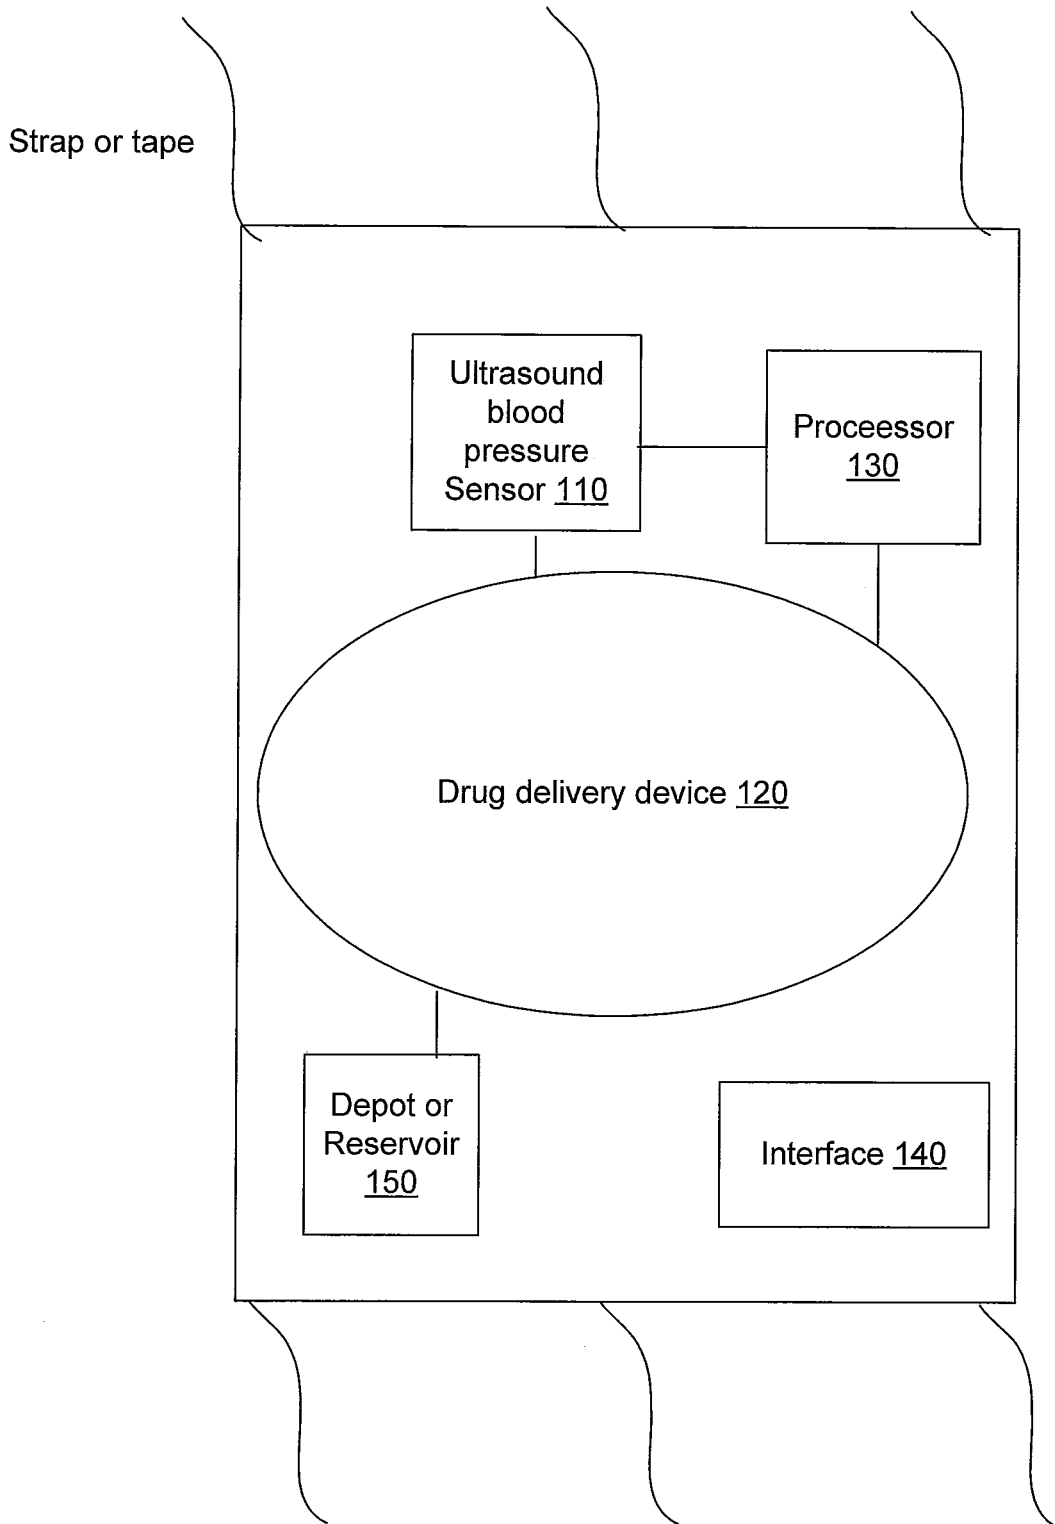 Strap or tape
Ultrasound
blood
pressure
Sensor 110
Proceessor
130
Drug delivery device 120
Depot or
Reservoir
150
Interface 140